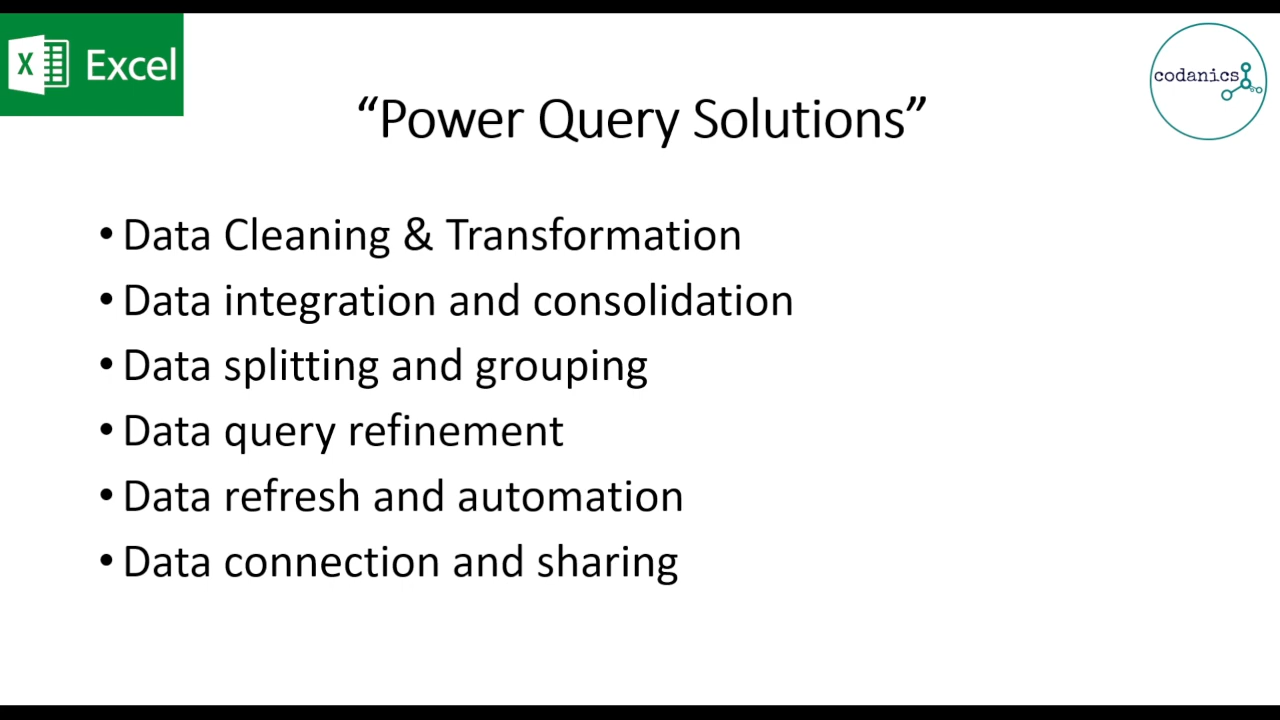 X Excel
codanics
“Power Query Solutions”
• Data Cleaning & Transformation
• Data integration and consolidation
• Data splitting and grouping
• Data query refinement
• Data refresh and automation
• Data connection and sharing